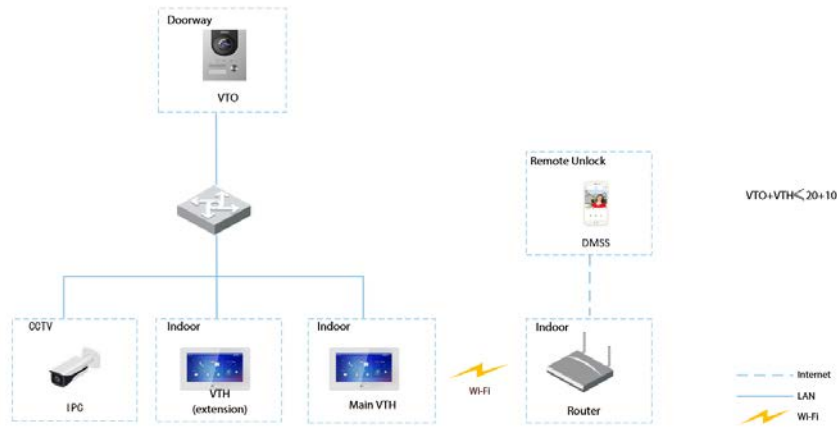 Doorway
VTO
Remote Unlock
DMSS
VTO+VTH≤20+10
CCTV
IPC
Indoor
VTH
(extension)
Indoor
Main VTH
Wi-Fi
Indoor
Router
Internet
LAN
Wi-Fi